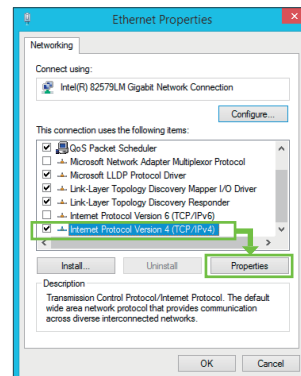 Ethernet Properties
Networking
Connect using:
Intel(R) 82579LM Gigabit Network Connection
Configure...
This connection uses the following items:
QoS Packet Scheduler
Microsoft Network Adapter Multiplexor Protocol
Microsoft LLDP Protocol Driver
Link-Layer Topology Discovery Mapper I/O Driver
Link-Layer Topology Discovery Responder
Internet Protocol Version 6 (TCP/IPv6)
Internet Protocol Version 4 (TCP/IPv4)
Install... Uninstall Properties
Description
Transmission Control Protocol/Internet Protocol. The default
wide area network protocol that provides communication
across diverse interconnected networks.
OK Cancel